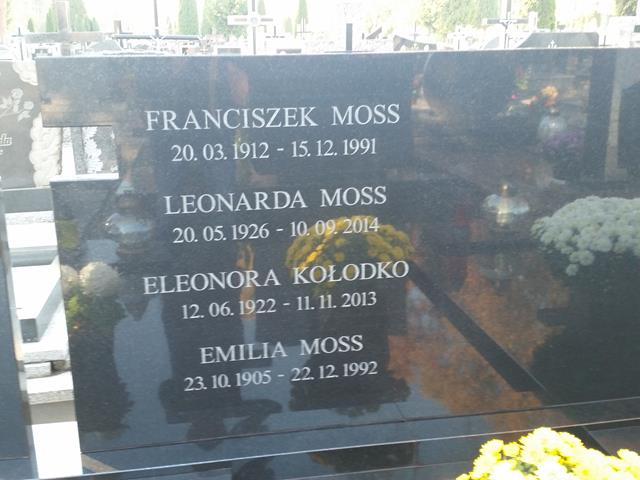 FRANCISZEK MOSS
20. 03. 1912 - 15. 12. 1991
LEONARDA MOSS
20. 05. 1926 - 10. 09. 2014
ELEONORA KOŁODKO
12. 06. 1922 - 11. 11. 2013
EMILIA MOSS
23. 10. 1905 - 22. 12. 1992